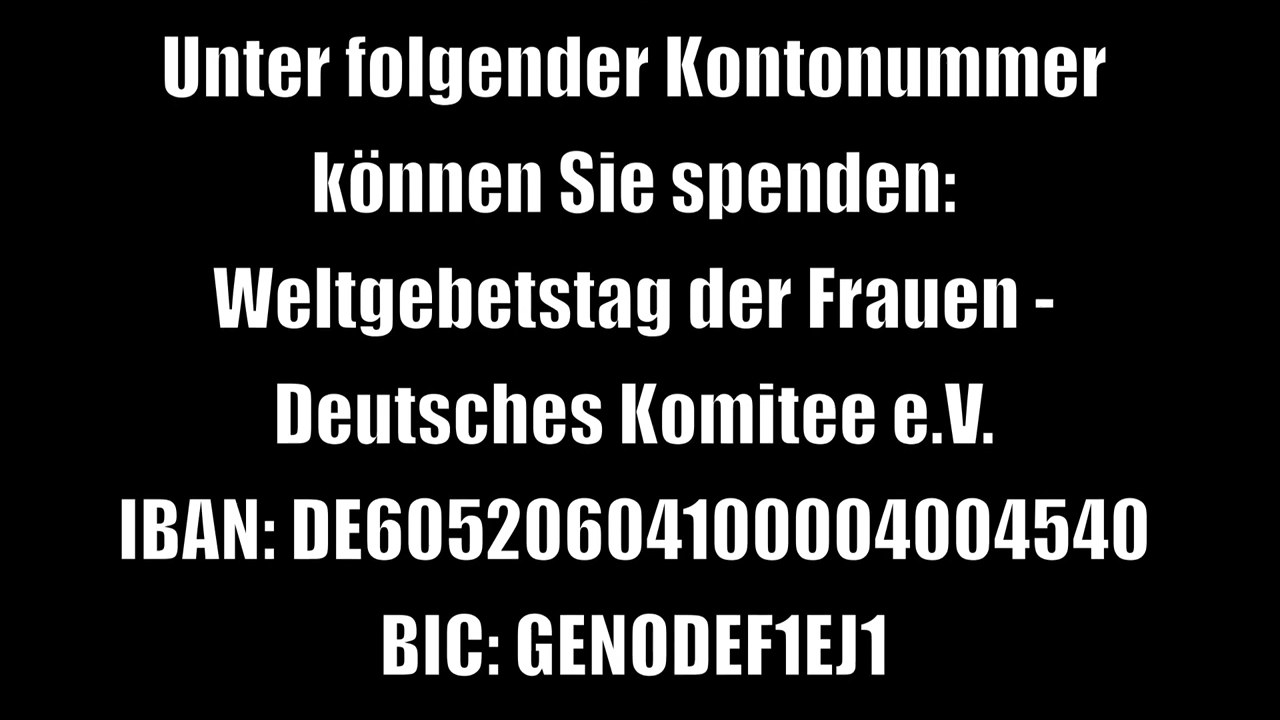 Unter folgender Kontonummer
können Sie spenden:
Weltgebetstag der Frauen -
Deutsches Komitee e.V.
IBAN: DE60520604100004004540
BIC: GENODEF1EJ1